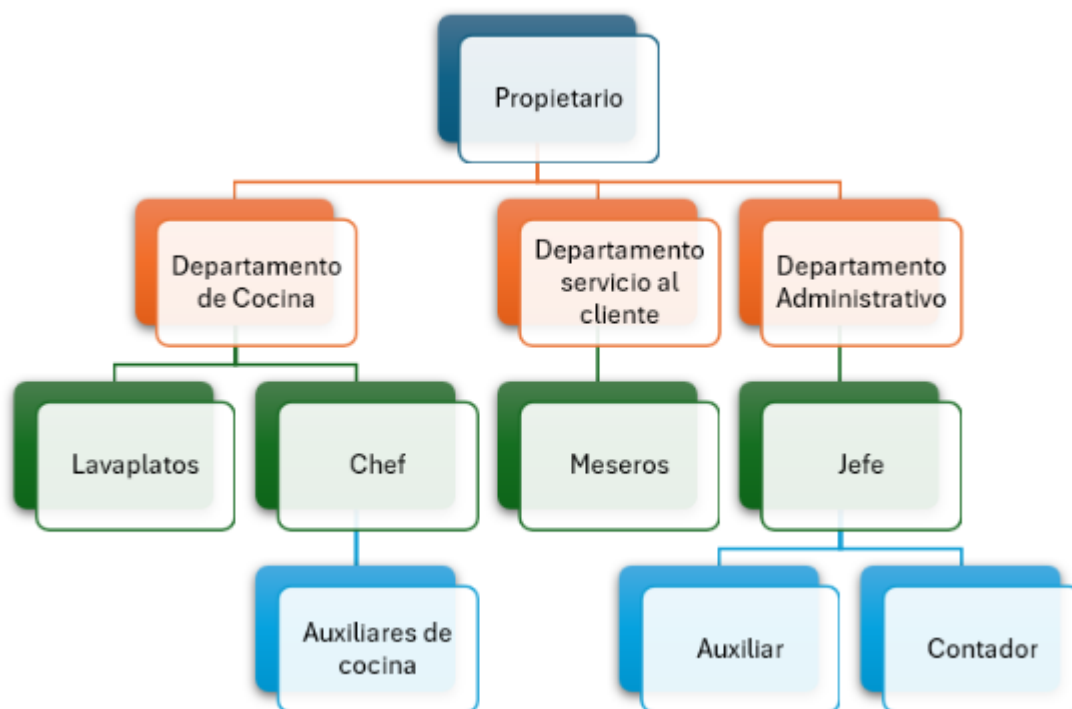 Propietario
Departamento
de Cocina
Departamento
servicio al
cliente
Departamento
Administrativo
Lavaplatos
Chef
Meseros
Jefe
Auxiliares de
cocina
Auxiliar
Contador